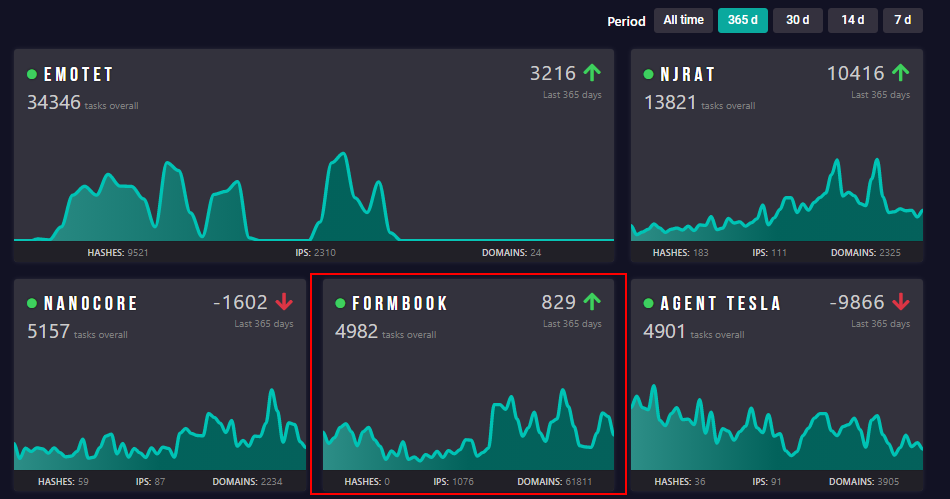 Period All time 365 d 30 d 14 d 7 d
EMOTET 3216
34346 tasks overall Last 365 days
HASHES: 9521 IPS: 2310 DOMAINS: 24
NJRAT 10416
13821 tasks overall Last 365 days
HASHES: 183 IPS: 111 DOMAINS: 2325
NANOCORE -1602
5157 tasks overall Last 365 days
HASHES: 59 IPS: 87 DOMAINS: 2234
FORMBOOK 829
4982 tasks overall Last 365 days
HASHES: 0 IPS: 1076 DOMAINS: 61811
AGENT TESLA -9866
4901 tasks overall Last 365 days
HASHES: 36 IPS: 91 DOMAINS: 3905